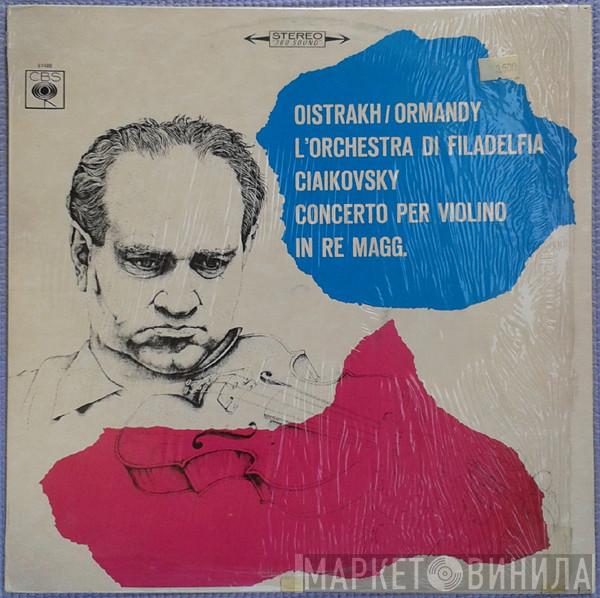 STEREO
360 SOUND
CBS
OISTRAKH / ORMANDY
L'ORCHESTRA DI FILADELFIA
CIAIKOVSKY
CONCERTO PER VIOLINO
IN RE MAGG.
МАРКЕТ ВИНИЛА